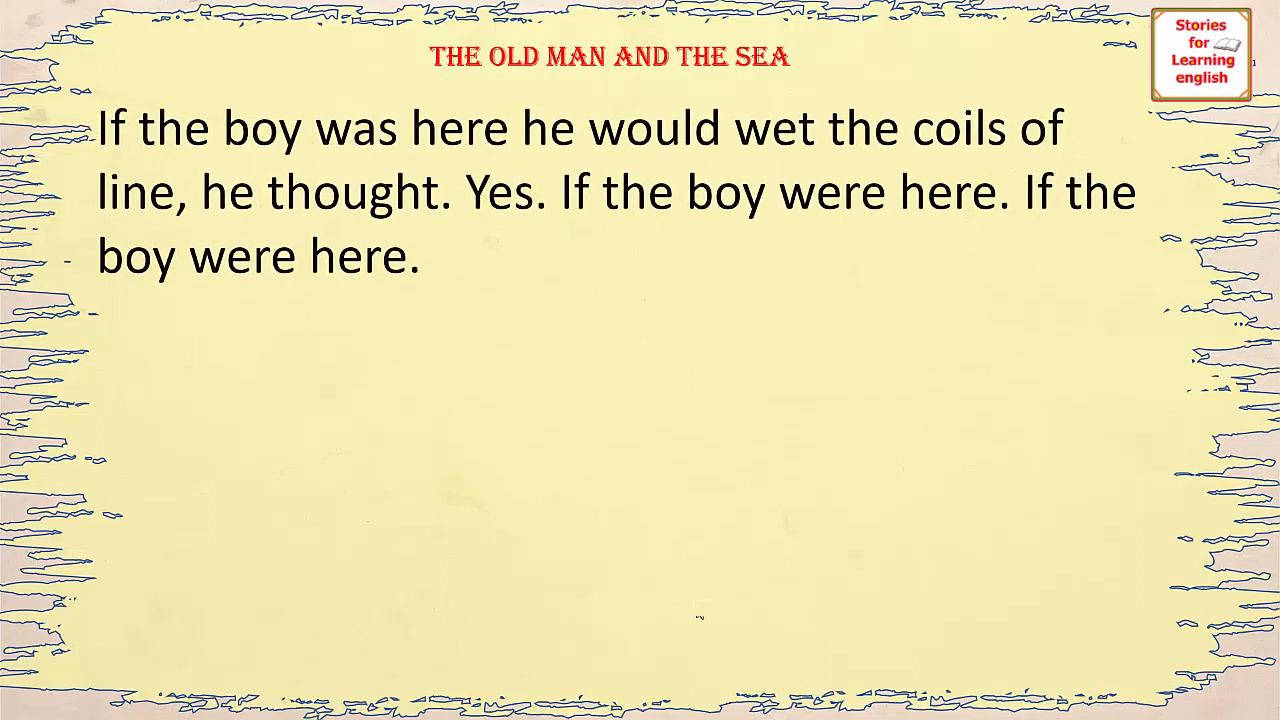 THE OLD MAN AND THE SEA
Stories
for
Learning
english
If the boy was here he would wet the coils of
line, he thought. Yes. If the boy were here. If the
boy were here.